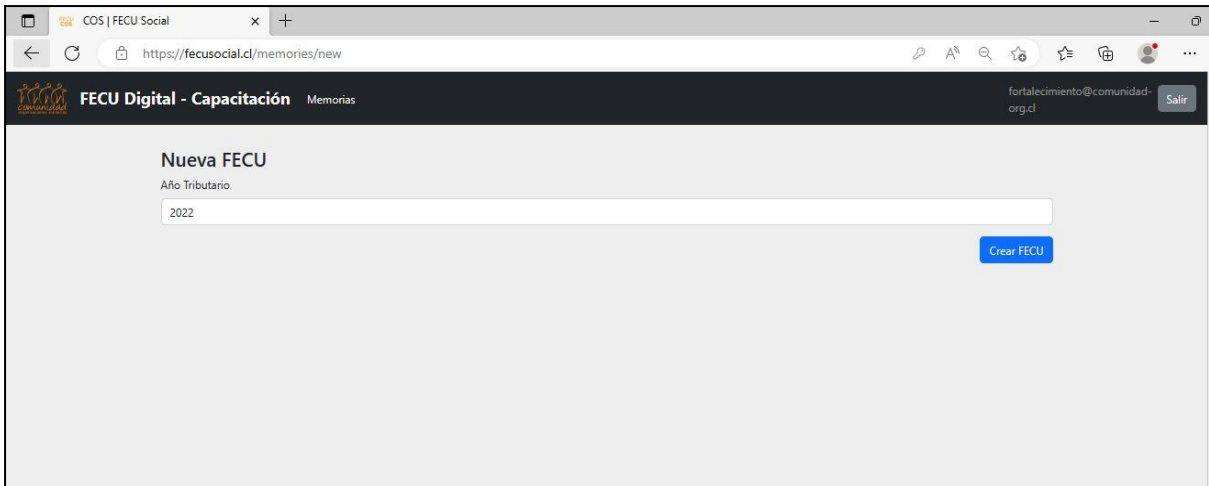 COS | FECU Social
https://fecusocial.cl/memories/new
comunidad
FECU Digital - Capacitación Memorias
fortalecimiento@comunidad-
org.cl
Salir
Nueva FECU
Año Tributario
2022
Crear FECU